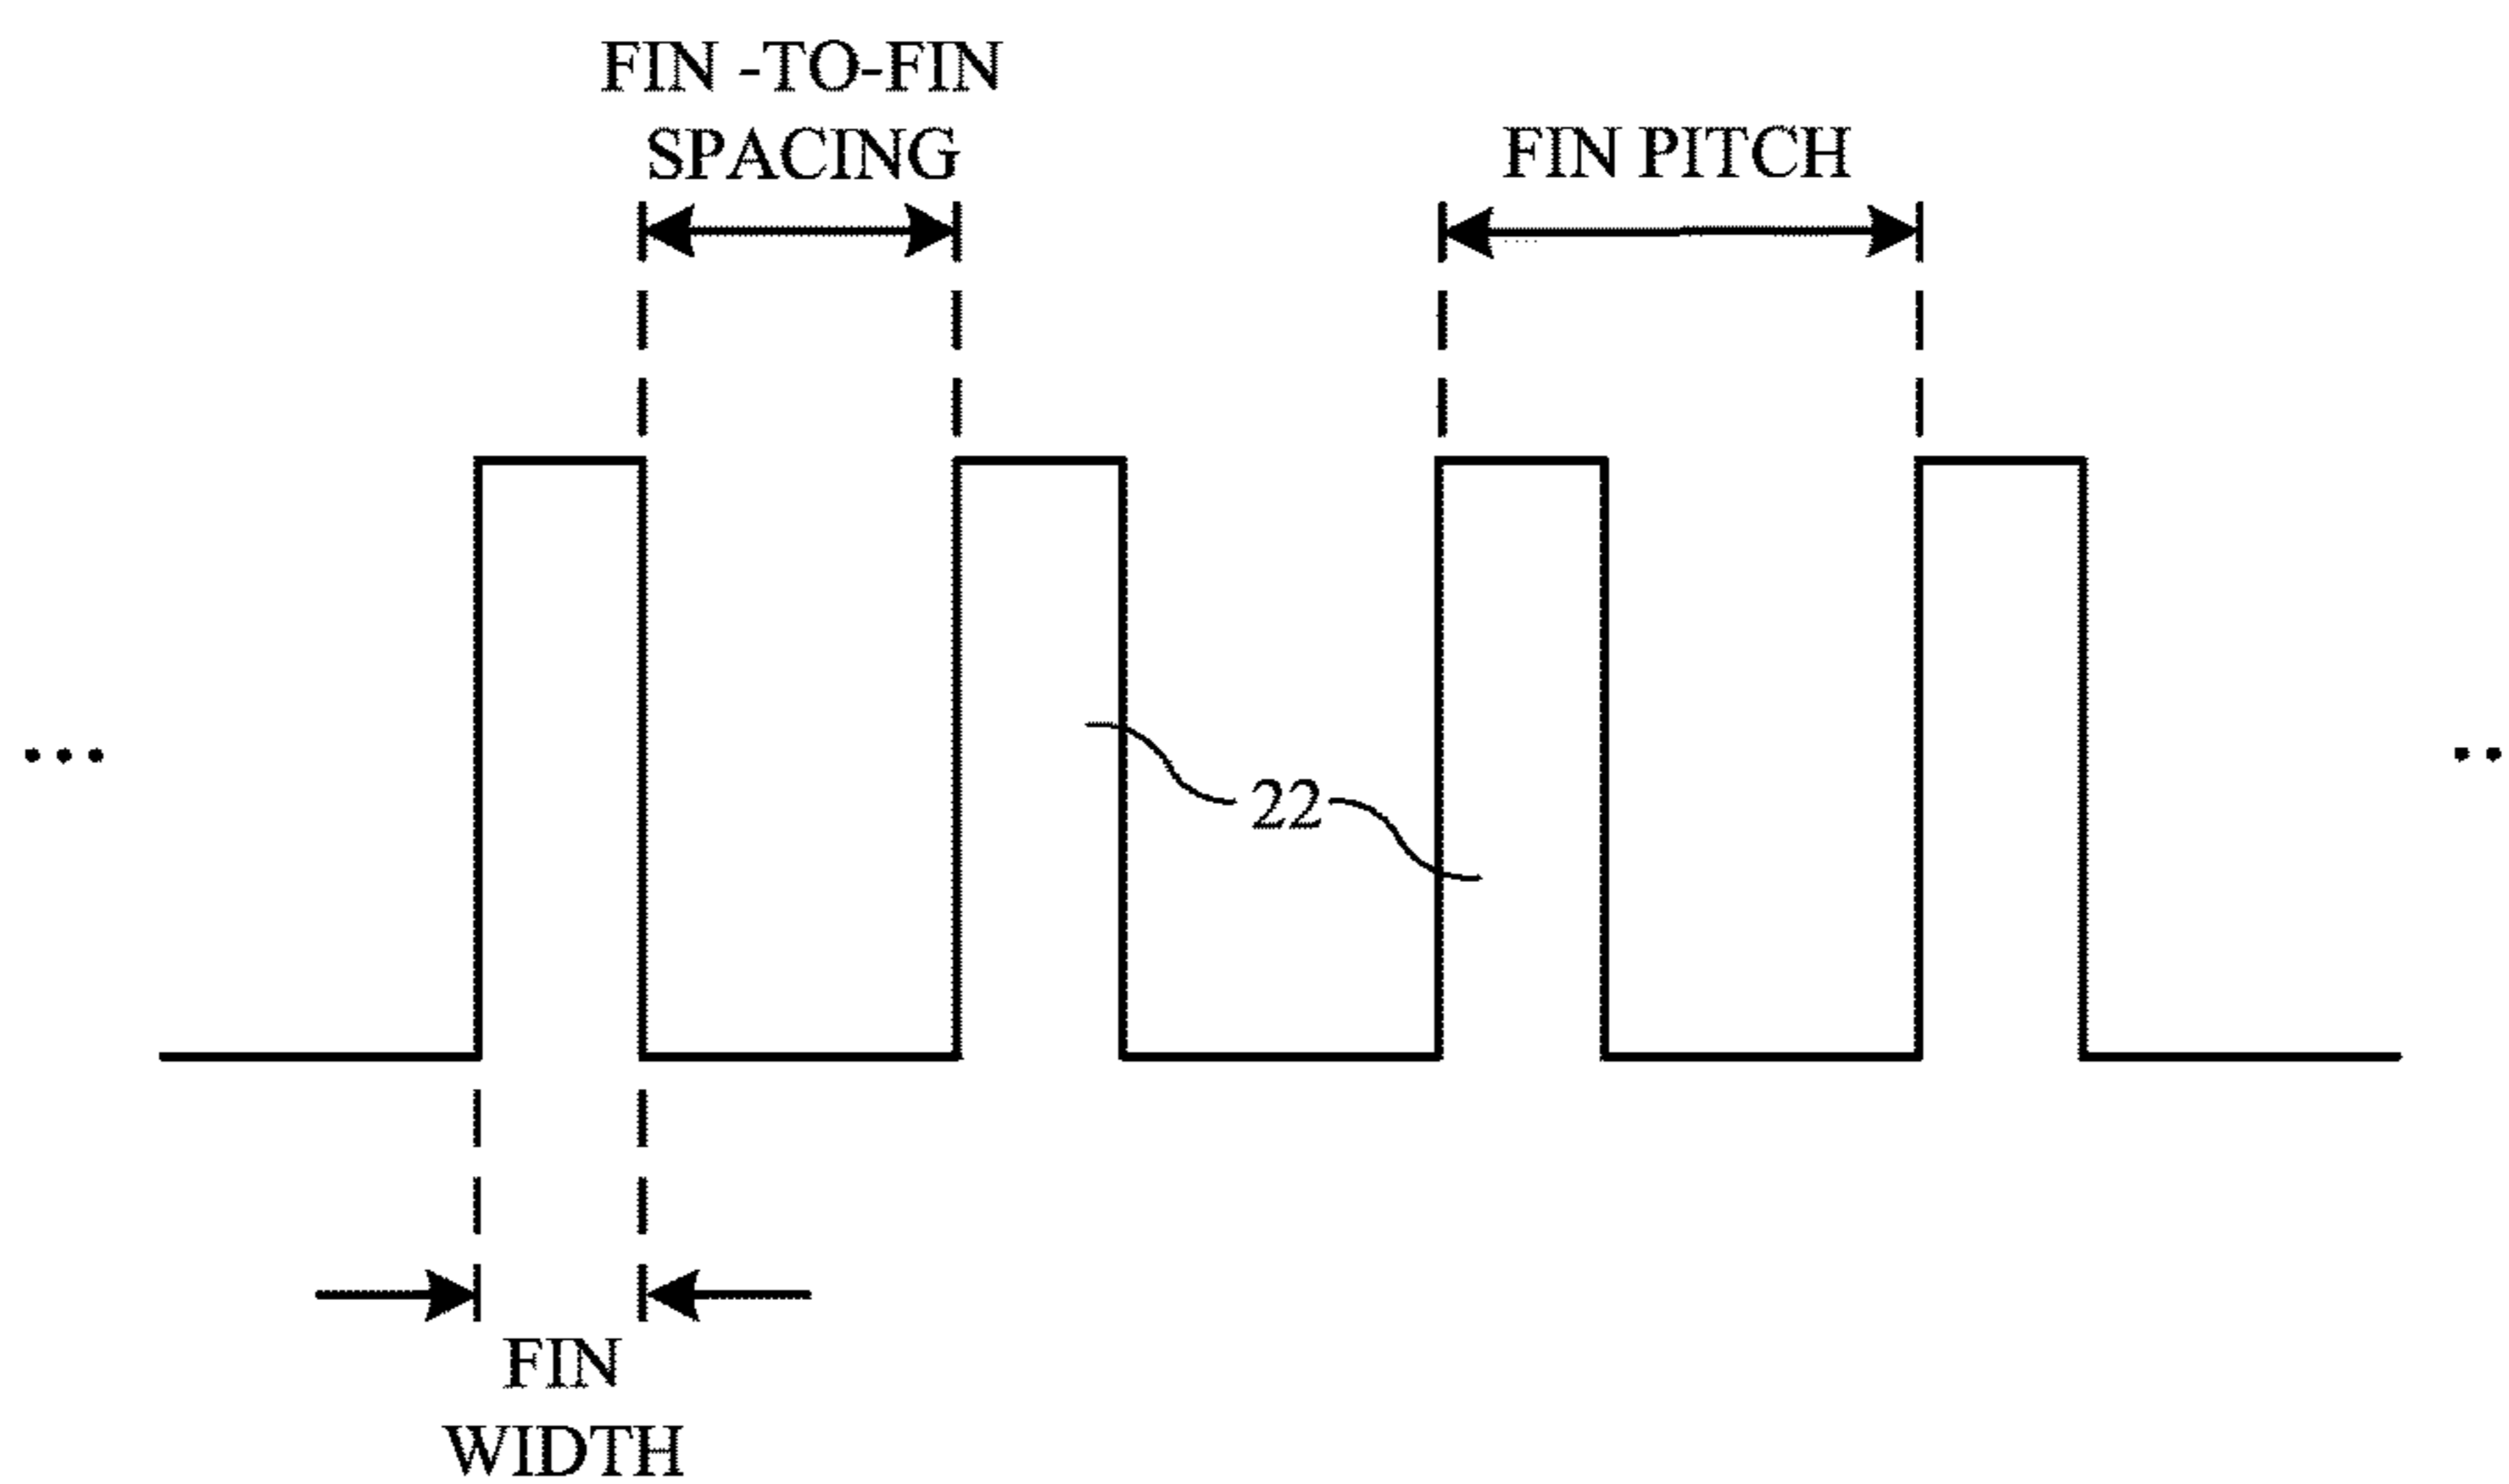 FIN -TO-FIN
SPACING
FIN PITCH
22
FIN
WIDTH